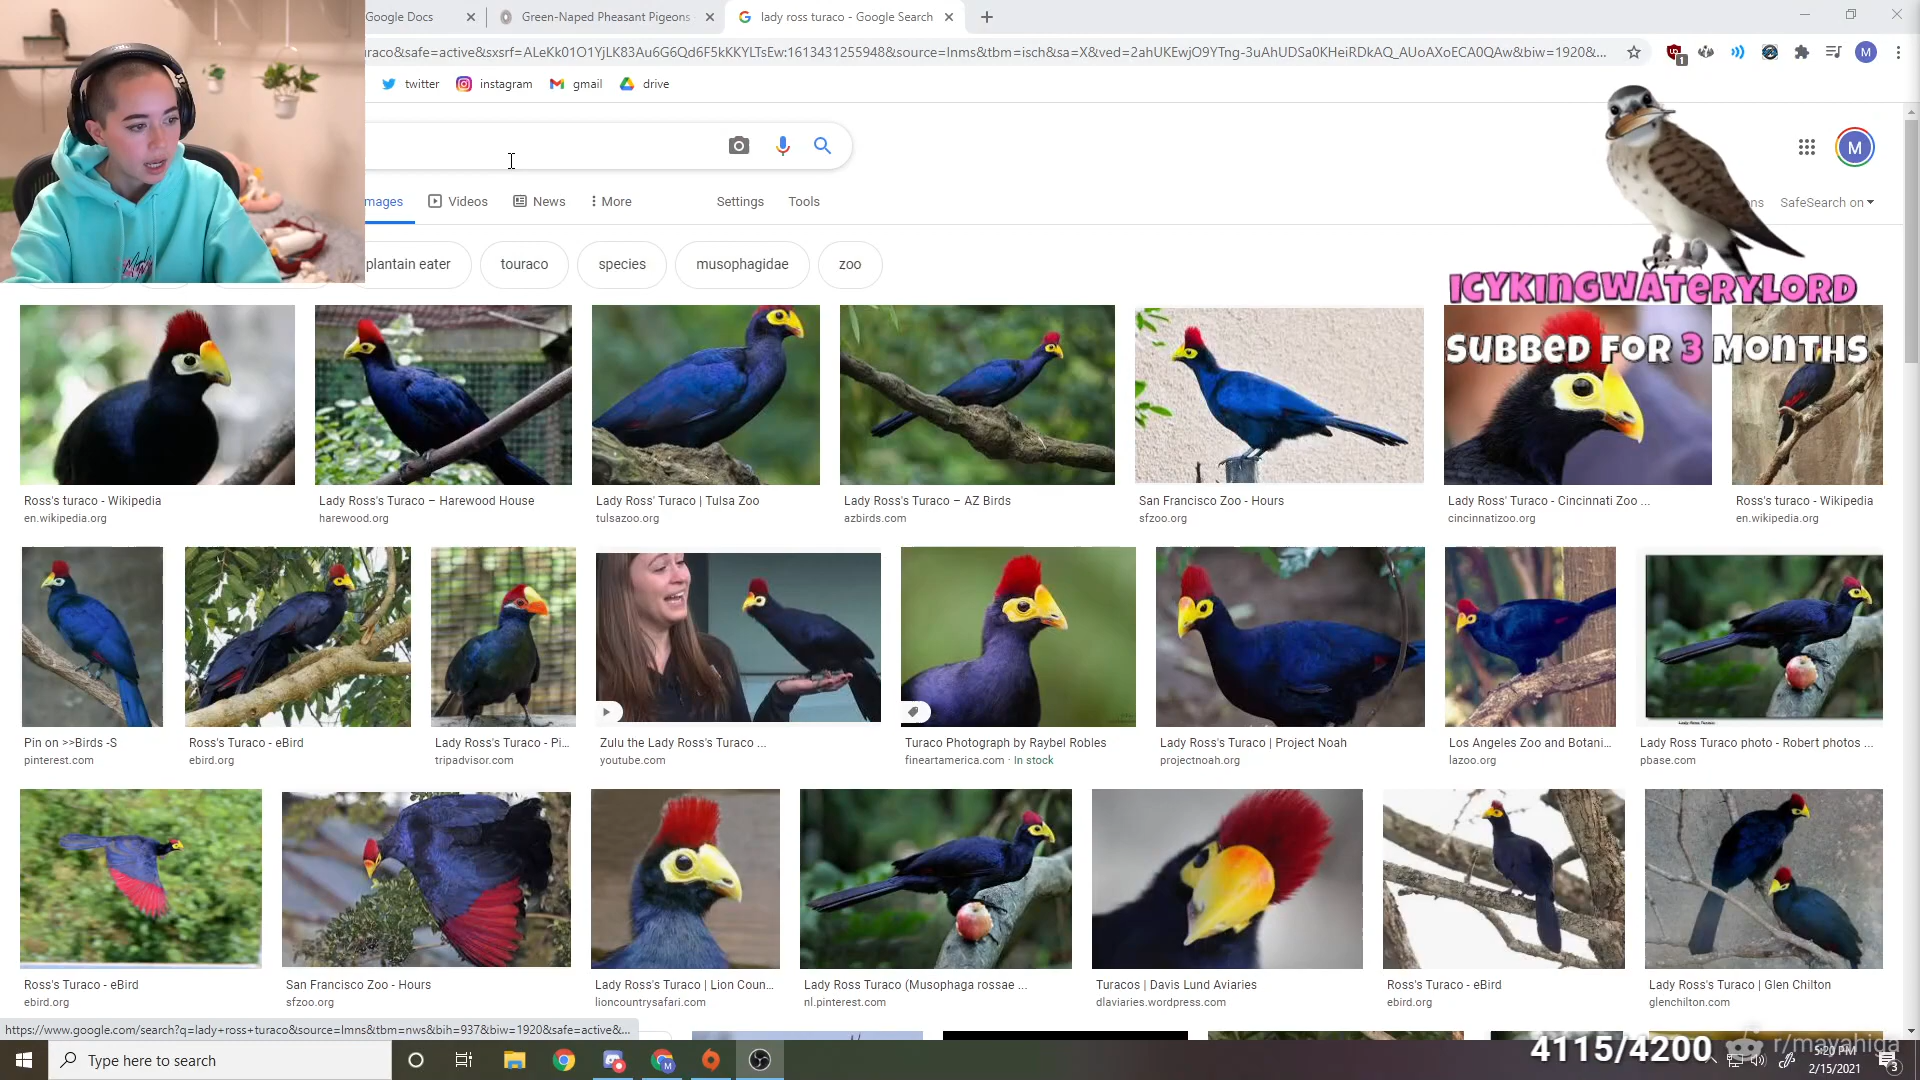 Google Docs
Green-Naped Pheasant Pigeons
lady ross turaco - Google Search
uraco&safe=active&sxsrf=ALeKk01O1YjLK83Au6G6Qd6F5kKKYLTsEw:1613431255948&source=lnms&tbm=isch&sa=X&ved=2ahUKEwjO9YTng-3uAhUDSa0KHeiRDkAQ_AUoAXoECA0QAw&biw=1920&...
1
M
twitter
instagram
gmail
drive
M
mages
Videos
News
More
Settings
Tools
ons
SafeSearch on
plantain eater
touraco
species
musophagidae
zoo
ICYKINGWATERYLORD
SUBBED FOR 3 MONTHS
Ross's turaco - Wikipedia
en.wikipedia.org
Lady Ross's Turaco – Harewood House
harewood.org
Lady Ross' Turaco | Tulsa Zoo
tulsazoo.org
Lady Ross's Turaco – AZ Birds
azbirds.com
San Francisco Zoo - Hours
sfzoo.org
Lady Ross' Turaco - Cincinnati Zoo ...
cincinnatizoo.org
Ross's turaco - Wikipedia
en.wikipedia.org
Pin on >>Birds -S
pinterest.com
Ross's Turaco - eBird
ebird.org
Lady Ross's Turaco - Pi...
tripadvisor.com
Zulu the Lady Ross's Turaco ...
youtube.com
Turaco Photograph by Raybel Robles
fineartamerica.com · In stock
Lady Ross's Turaco | Project Noah
projectnoah.org
Los Angeles Zoo and Botani...
lazoo.org
Lady Ross Turaco photo - Robert photos ...
pbase.com
Ross's Turaco - eBird
ebird.org
San Francisco Zoo - Hours
sfzoo.org
Lady Ross's Turaco | Lion Coun...
lioncountrysafari.com
Lady Ross Turaco (Musophaga rossae ...
nl.pinterest.com
Turacos | Davis Lund Aviaries
dlaviaries.wordpress.com
Ross's Turaco - eBird
ebird.org
Lady Ross's Turaco | Glen Chilton
glenchilton.com
https://www.google.com/search?q=lady+ross+turaco&source=lnms&tbm=nws&bih=937&biw=1920&safe=active&...
Type here to search
4115/4200
r/mayahiga
5:20 PM
2/15/2021
3